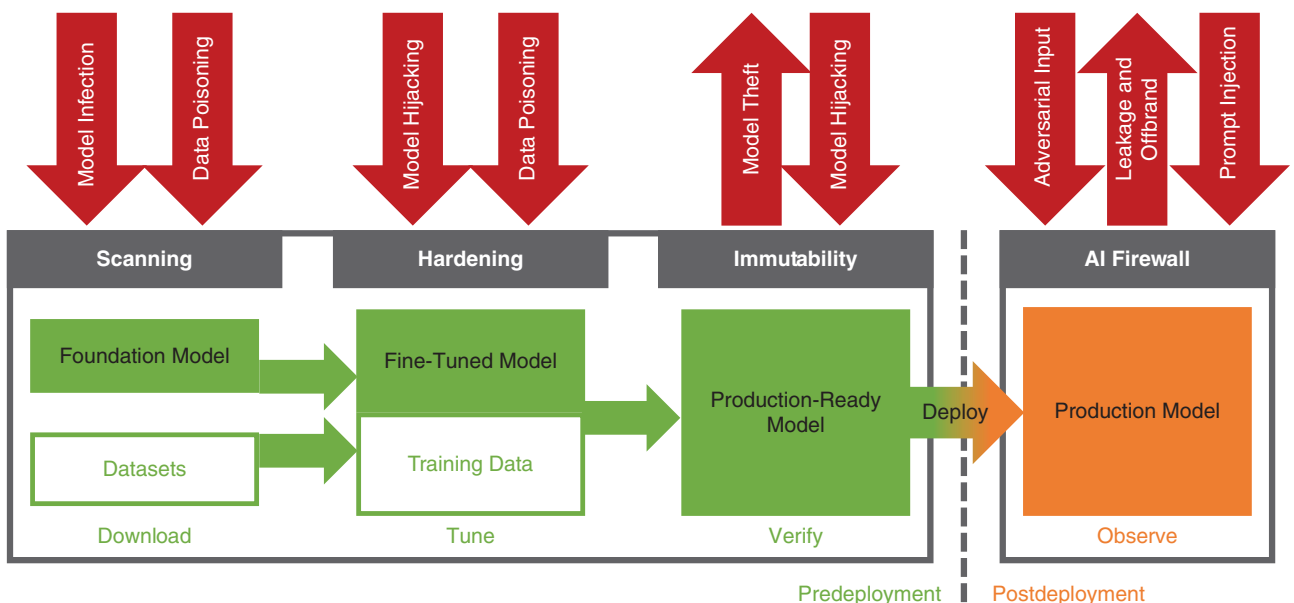 Model Infection
Data Poisoning
Model Hijacking
Data Poisoning
Model Theft
Model Hijacking
Adversarial Input
Leakage and
Offbrand
Prompt Injection
Scanning
Hardening
Immutability
AI Firewall
Foundation Model
Fine-Tuned Model
Production-Ready
Model
Deploy
Production Model
Datasets
Training Data
Download
Tune
Verify
Observe
Predeployment
Postdeployment